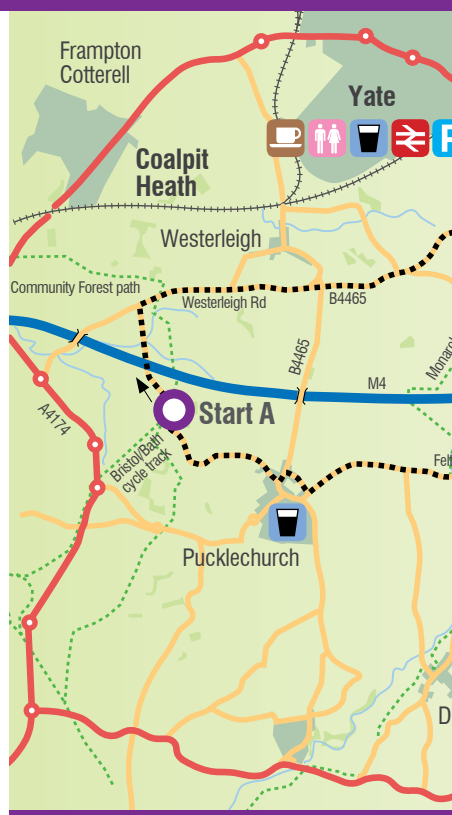 Frampton
Cotterell
Yate
P
Coalpit
Heath
Westerleigh
Community Forest path
Westerleigh Rd
B4465
B4465
M4
A4174
Start A
Bristol/Bath
cycle track
Pucklechurch